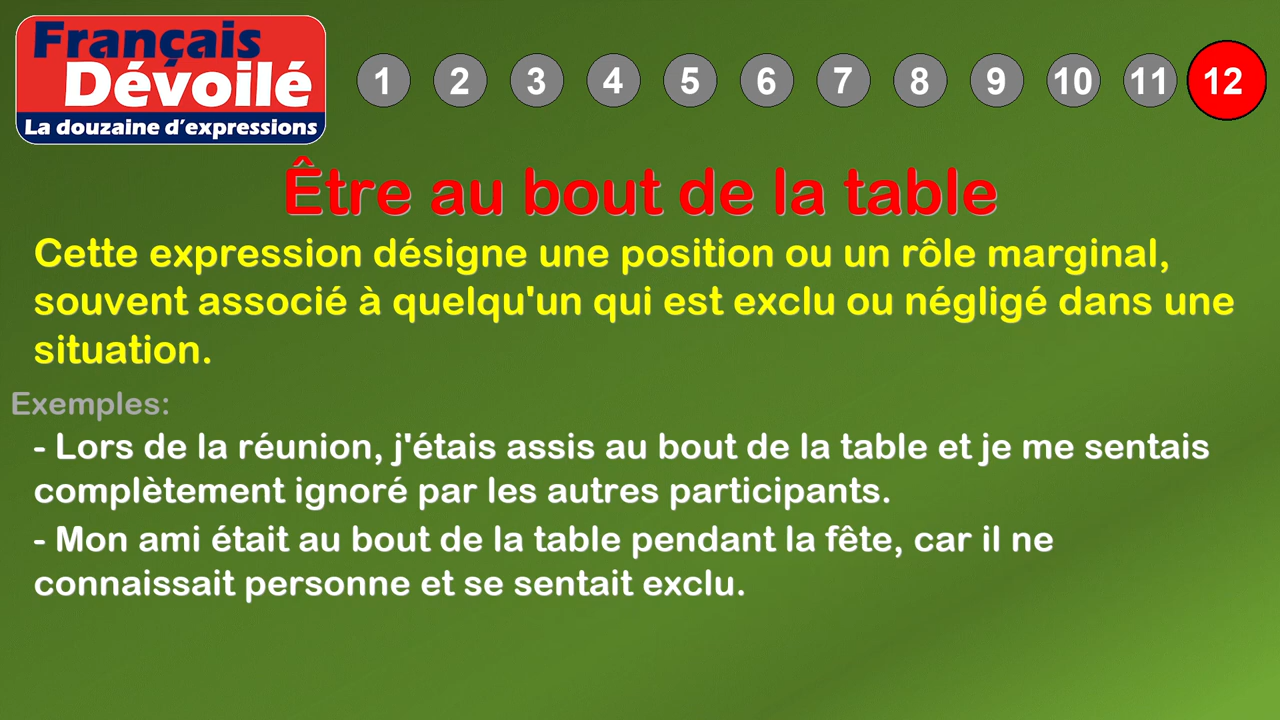 Français
Dévoilé
La douzaine d'expressions
1 2 3 4 5 6 7 8 9 10 11 12
Être au bout de la table
Cette expression désigne une position ou un rôle marginal,
souvent associé à quelqu'un qui est exclu ou négligé dans une
situation.
Exemples:
- Lors de la réunion, j'étais assis au bout de la table et je me sentais
complètement ignoré par les autres participants.
- Mon ami était au bout de la table pendant la fête, car il ne
connaissait personne et se sentait exclu.